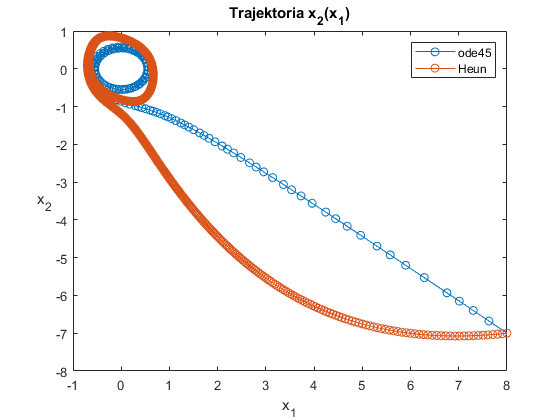 Trajektoria x₂(x₁)
ode45
Heun
1
0
-1
-2
-3
-4
-5
-6
-7
-8
x₂
-1 0 1 2 3 4 5 6 7 8
x₁